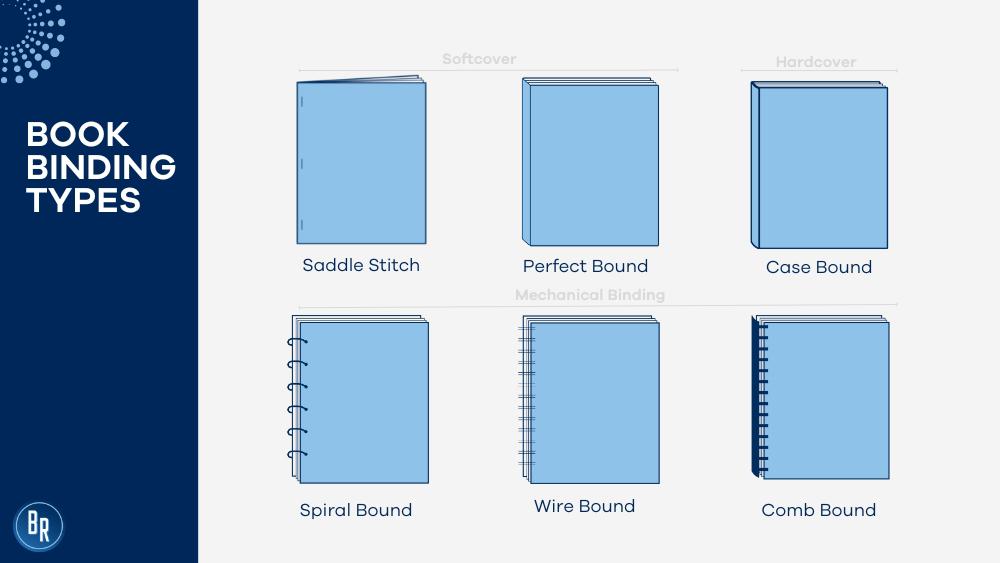 BOOK
BINDING
TYPES
Softcover
Hardcover
Saddle Stitch
Perfect Bound
Case Bound
Mechanical Binding
Spiral Bound
Wire Bound
Comb Bound
BR